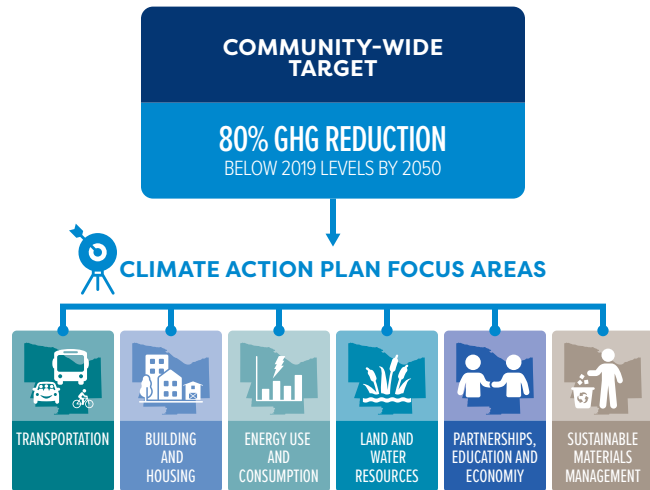 COMMUNITY-WIDE
TARGET
80% GHG REDUCTION
BELOW 2019 LEVELS BY 2050
CLIMATE ACTION PLAN FOCUS AREAS
TRANSPORTATION
BUILDING
AND
HOUSING
ENERGY USE
AND
CONSUMPTION
LAND AND
WATER
RESOURCES
PARTNERSHIPS,
EDUCATION AND
ECONOMIY
SUSTAINABLE
MATERIALS
MANAGEMENT